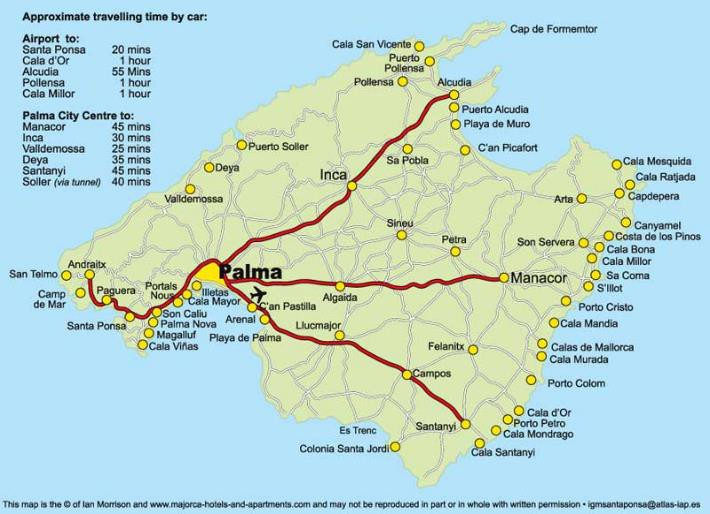 Approximate travelling time by car:
Airport to:
Santa Ponsa 20 mins
Cala d'Or 1 hour
Alcudia 55 Mins
Pollensa 1 hour
Cala Millor 1 hour
Palma City Centre to:
Manacor 45 mins
Inca 30 mins
Valldemossa 25 mins
Deya 35 mins
Santanyi 45 mins
Soller (via tunnel) 40 mins
Cap de Formemtor
Cala San Vicente
Puerto
Pollensa
Pollensa
Alcudia
Puerto Alcudia
Playa de Muro
Puerto Soller
Sa Pobla
C'an Picafort
Deya
Inca
Cala Mesquida
Cala Ratjada
Valldemossa
Arta
Capdepera
Sineu
Canyamel
Petra
Son Servera
Costa de los Pinos
Cala Bona
Cala Millor
Andraitx
San Telmo
Palma
Manacor
Sa Coma
S'Illot
Camp
de Mar
Paguera
Portals
Nous
Illetas
Cala Mayor
Algaida
C'an Pastilla
Porto Cristo
Santa Ponsa
Son Caliu
Palma Nova
Magalluf
Cala Viñas
Arenal
Playa de Palma
Llucmajor
Cala Mandia
Felanitx
Calas de Mallorca
Cala Murada
Campos
Porto Colom
Cala d'Or
Porto Petro
Cala Mondrago
Santanyi
Es Trenc
Colonia Santa Jordi
Cala Santanyi
This map is the © of Ian Morrison and www.majorca-hotels-and-apartments.com and may not be reproduced in part or in whole with written permission • igmsantaponsa@atlas-iap.es